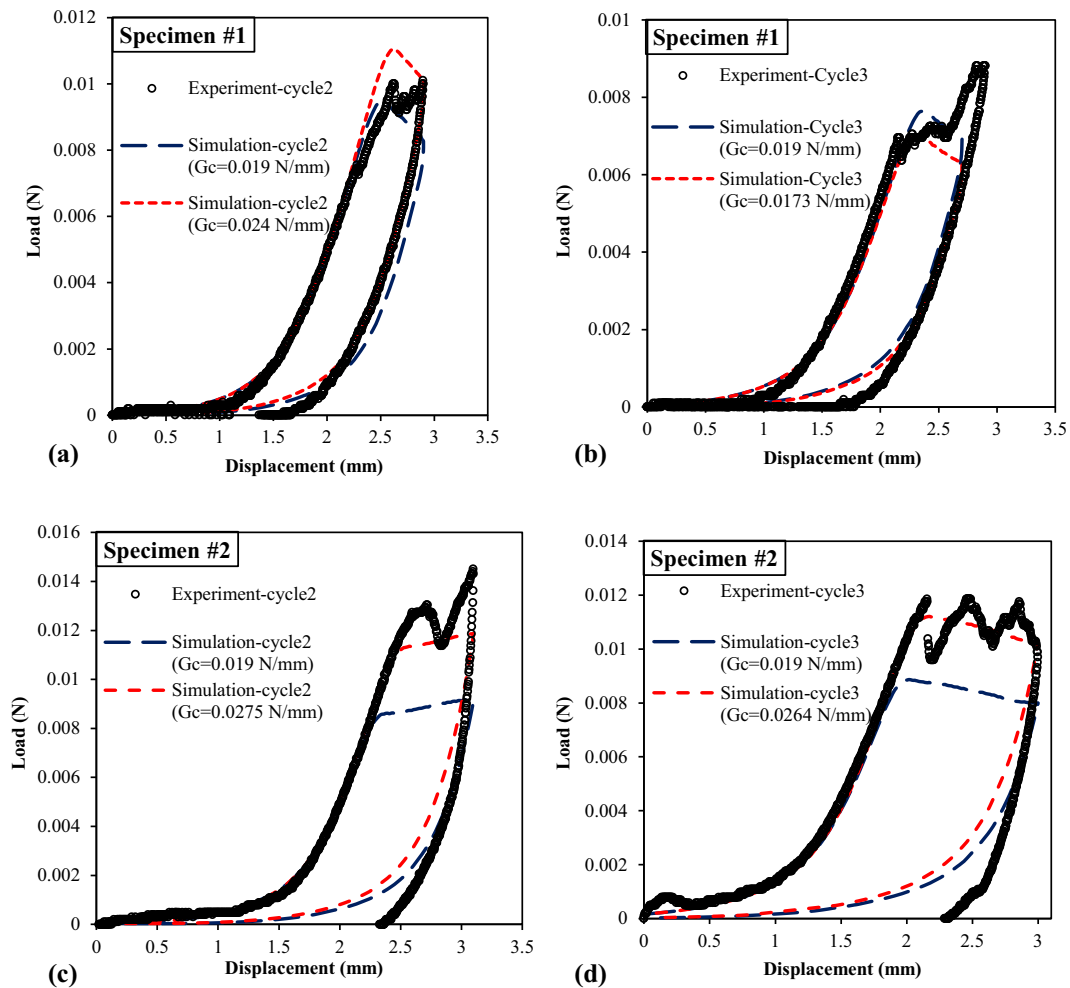 Specimen #1
Experiment-cycle2
Simulation-cycle2
(Gc=0.019 N/mm)
Simulation-cycle2
(Gc=0.024 N/mm)
Load (N)
0.012
0.01
0.008
0.006
0.004
0.002
0
0 0.5 1 1.5 2 2.5 3 3.5
Displacement (mm)
(a)
Specimen #1
Experiment-Cycle3
Simulation-Cycle3
(Gc=0.019 N/mm)
Simulation-Cycle3
(Gc=0.0173 N/mm)
Load (N)
0.01
0.008
0.006
0.004
0.002
0
0 0.5 1 1.5 2 2.5 3 3.5
Displacement (mm)
(b)
Specimen #2
Experiment-cycle2
Simulation-cycle2
(Gc=0.019 N/mm)
Simulation-cycle2
(Gc=0.0275 N/mm)
Load (N)
0.016
0.014
0.012
0.01
0.008
0.006
0.004
0.002
0
0 0.5 1 1.5 2 2.5 3 3.5
Displacement (mm)
(c)
Specimen #2
Experiment-cycle3
Simulation-cycle3
(Gc=0.019 N/mm)
Simulation-cycle3
(Gc=0.0264 N/mm)
Load (N)
0.014
0.012
0.01
0.008
0.006
0.004
0.002
0
0 0.5 1 1.5 2 2.5 3
Displacement (mm)
(d)